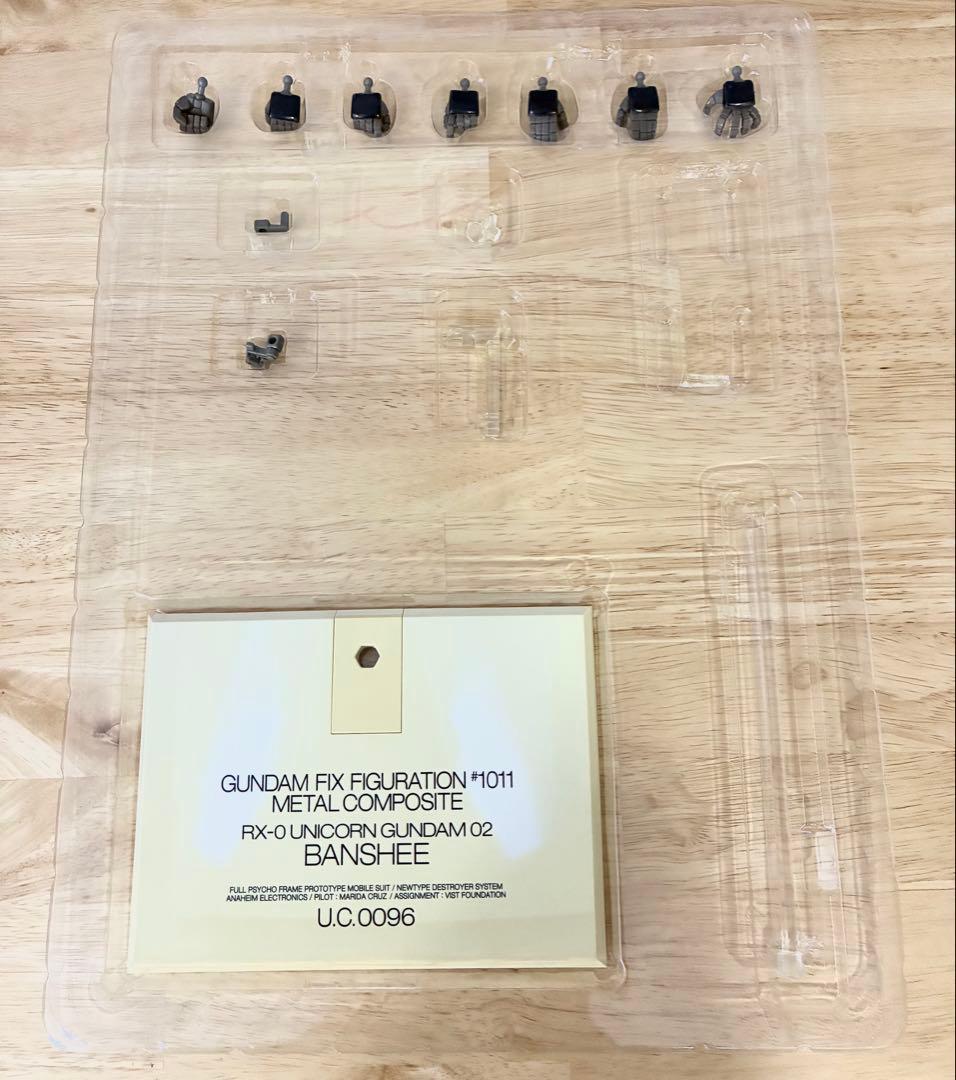 GUNDAM FIX FIGURATION #1011
METAL COMPOSITE
RX-0 UNICORN GUNDAM 02
BANSHEE
FULL PSYCHO FRAME PROTOTYPE MOBILE SUIT / NEWTYPE DESTROYER SYSTEM
ANAHEIM ELECTRONICS / PILOT : MARIDA CRUZ / ASSIGNMENT : VIST FOUNDATION
U.C.0096